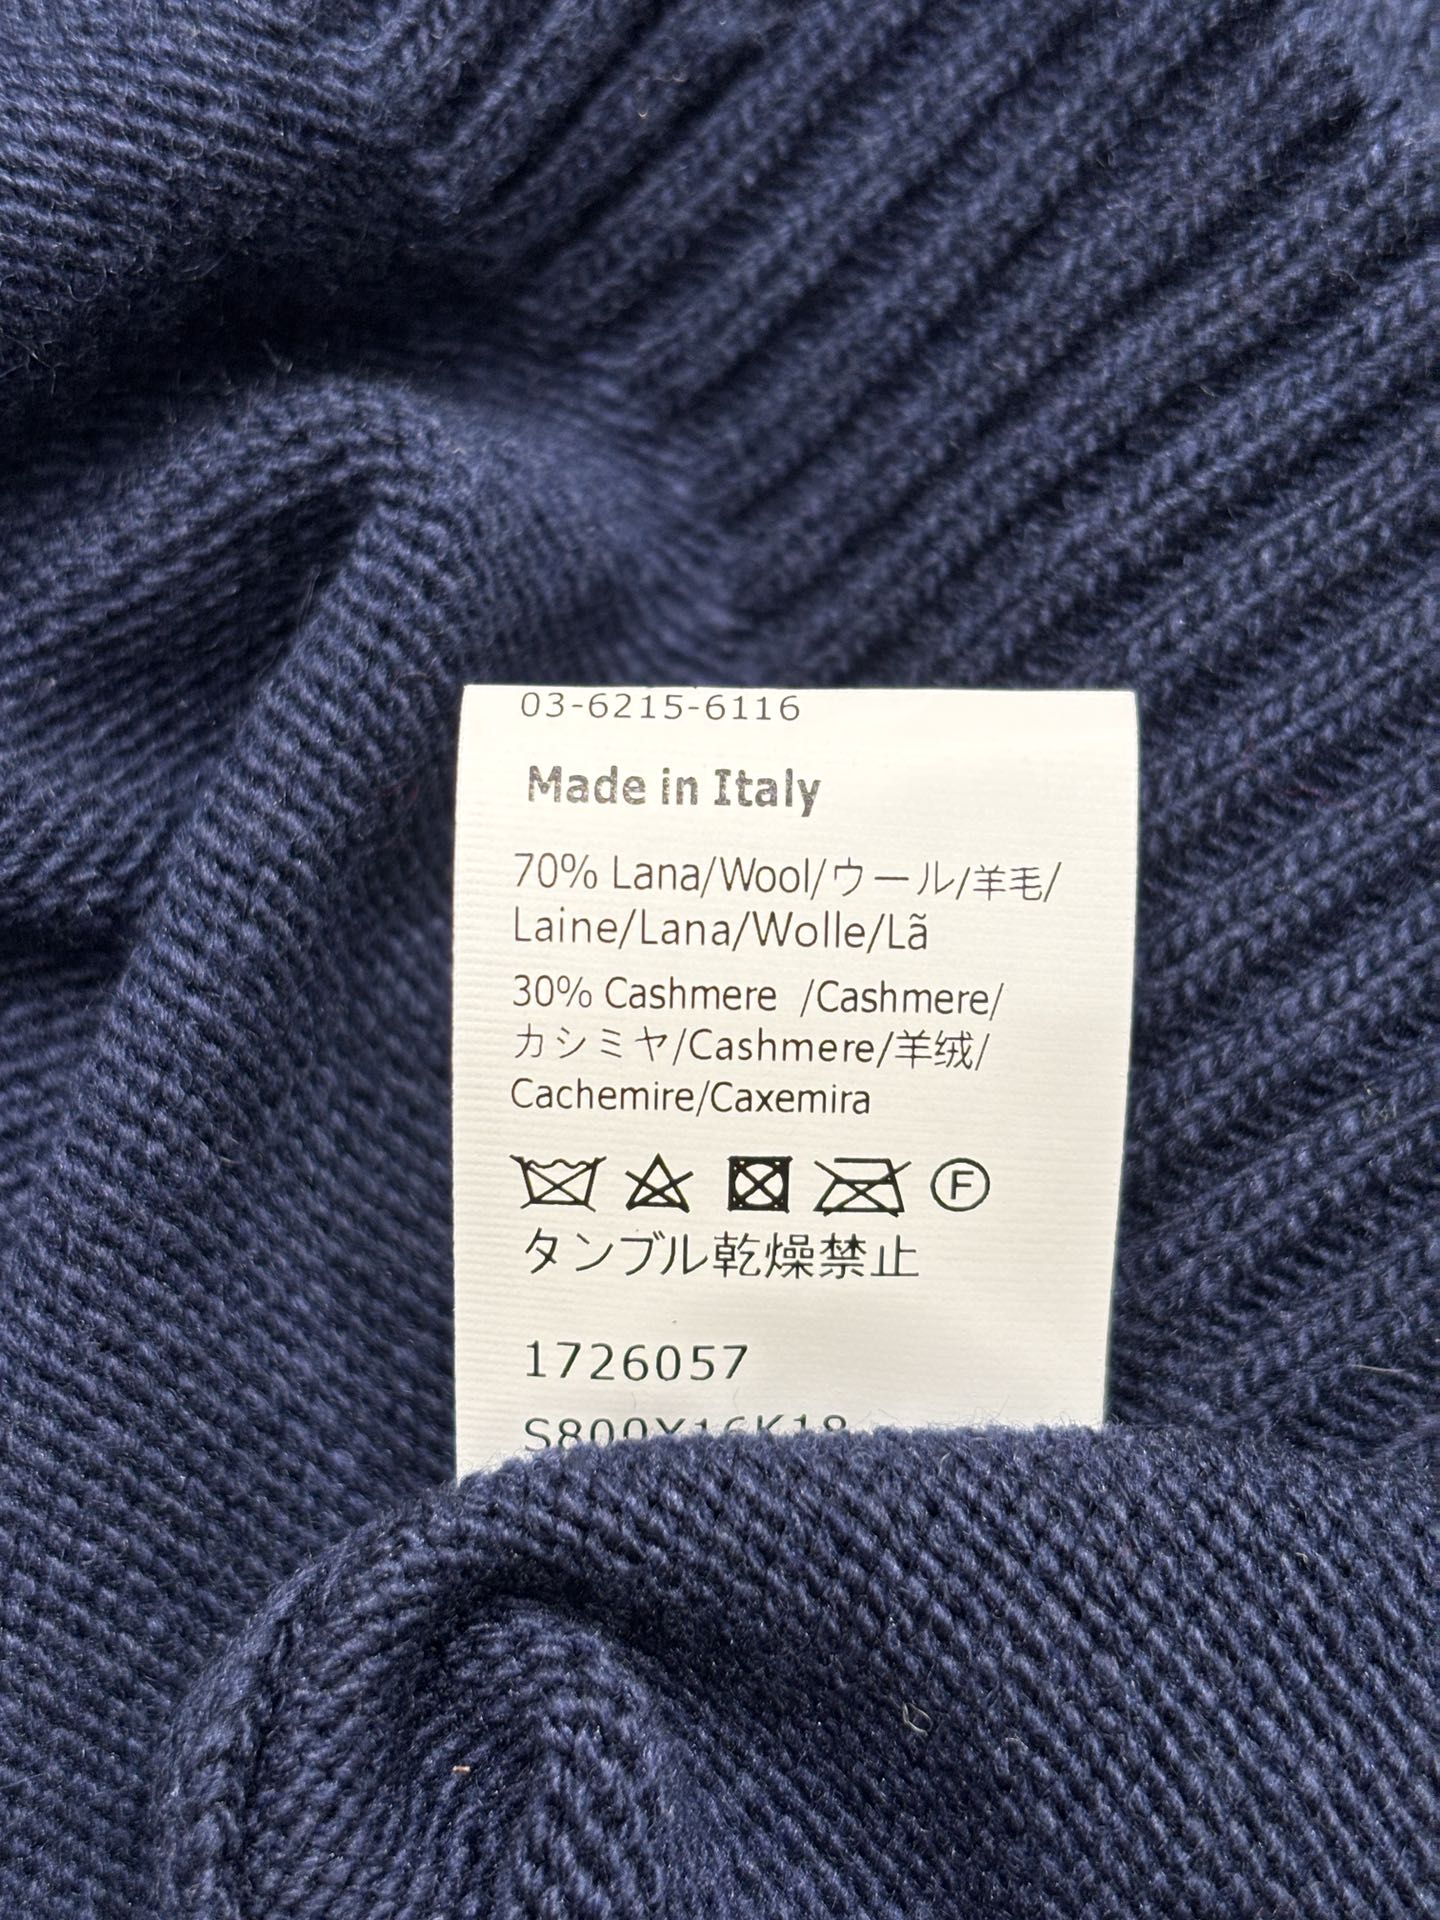 03-6215-6116
Made in Italy
70% Lana/Wool/ウール/羊毛/
Laine/Lana/Wolle/Lã
30% Cashmere /Cashmere/
カシミヤ/Cashmere/羊绒/
Cachemire/Caxemira
F
タンブル乾燥禁止
1726057
S800Y16K18